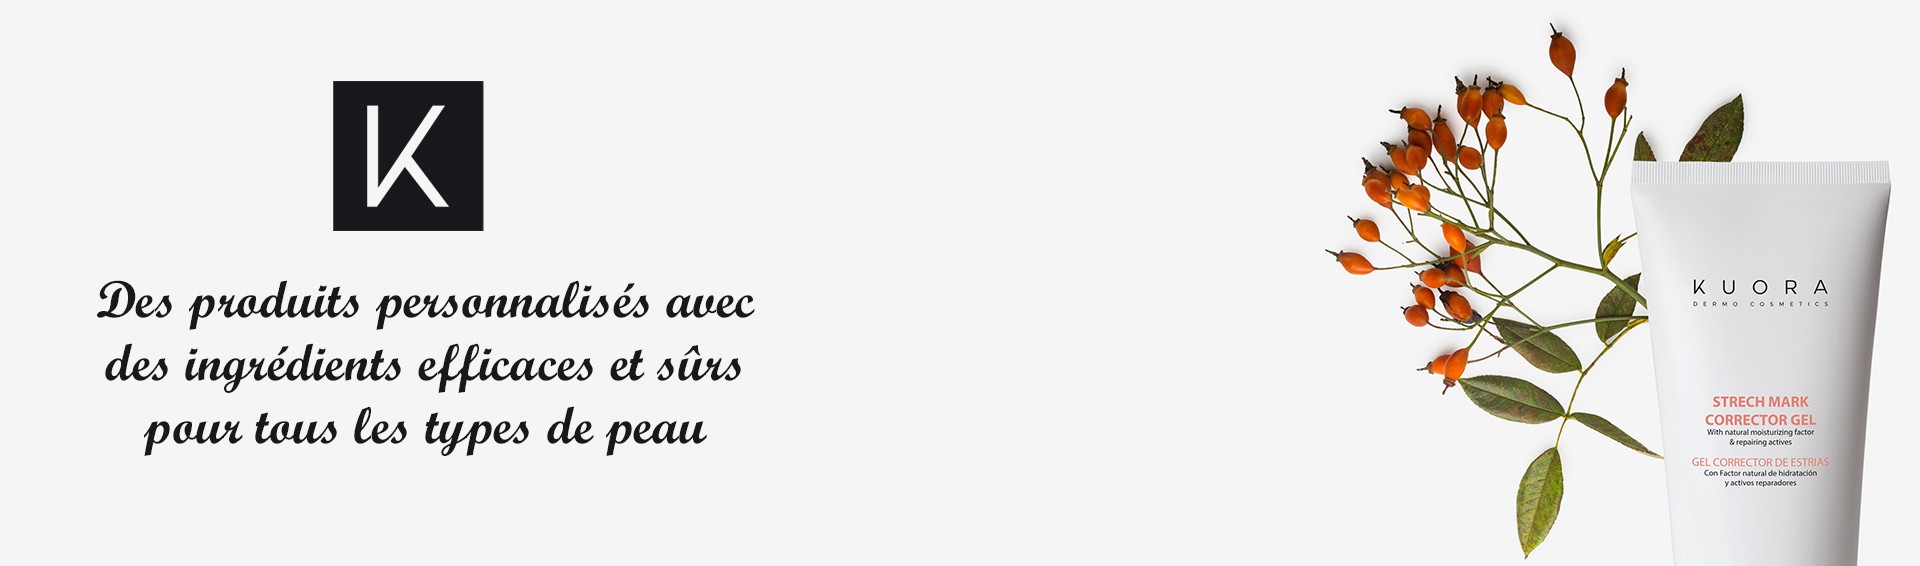 K
Des produits personnalisés avec
des ingrédients efficaces et sûrs
pour tous les types de peau
KUORA
DERMO COSMETICS
STRECH MARK
CORRECTOR GEL
With natural moisturizing factor
& repairing actives
GEL CORRECTOR DE ESTRIAS
Con Factor natural de hidratación
y activos reparadores